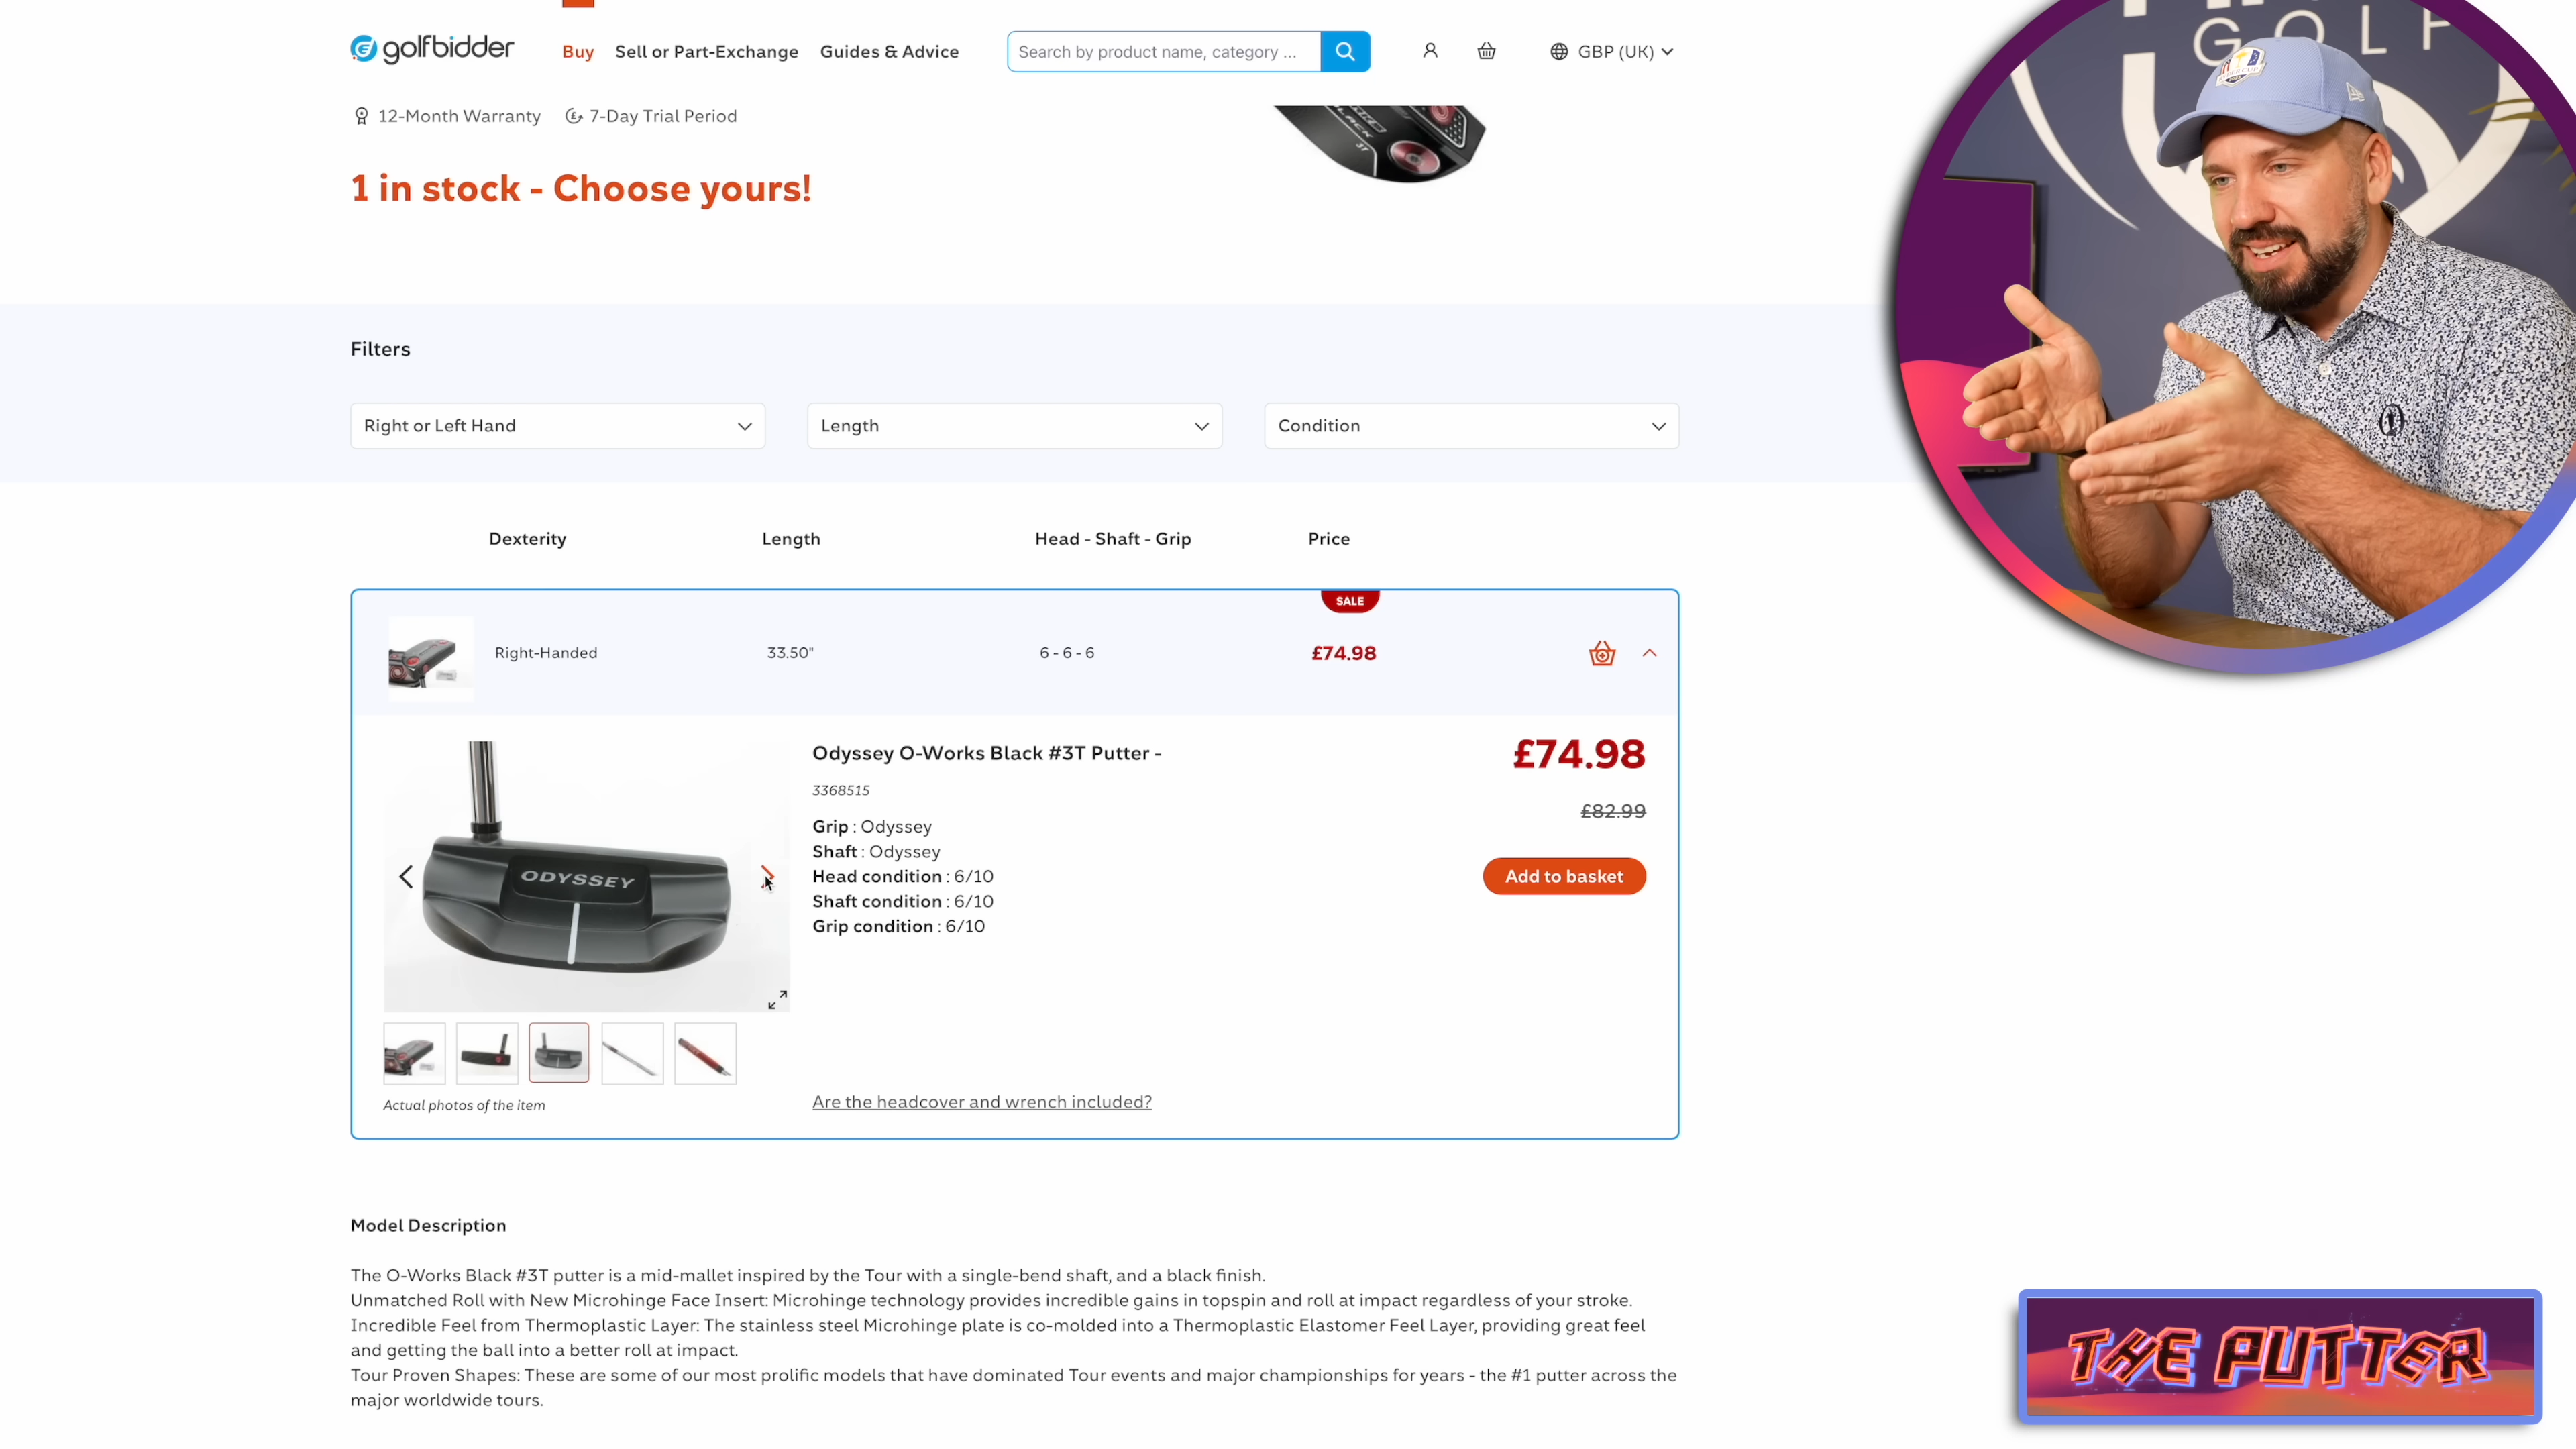 golfbidder
Buy
Sell or Part-Exchange
Guides & Advice
Search by product name, category ...
GBP (UK)
12-Month Warranty
7-Day Trial Period
BLACK
3T
1 in stock - Choose yours!
GOLF
Filters
Right or Left Hand
Length
Condition
Dexterity
Length
Head - Shaft - Grip
Price
SALE
Right-Handed
33.50"
6 - 6 - 6
£74.98
ODYSSEY
Odyssey O-Works Black #3T Putter -
3368515
Grip : Odyssey
Shaft : Odyssey
Head condition : 6/10
Shaft condition : 6/10
Grip condition : 6/10
£74.98
£82.99
Add to basket
Actual photos of the item
Are the headcover and wrench included?
Model Description
The O-Works Black #3T putter is a mid-mallet inspired by the Tour with a single-bend shaft, and a black finish.
Unmatched Roll with New Microhinge Face Insert: Microhinge technology provides incredible gains in topspin and roll at impact regardless of your stroke.
Incredible Feel from Thermoplastic Layer: The stainless steel Microhinge plate is co-molded into a Thermoplastic Elastomer Feel Layer, providing great feel
and getting the ball into a better roll at impact.
Tour Proven Shapes: These are some of our most prolific models that have dominated Tour events and major championships for years - the #1 putter across the
major worldwide tours.
THE PUTTER